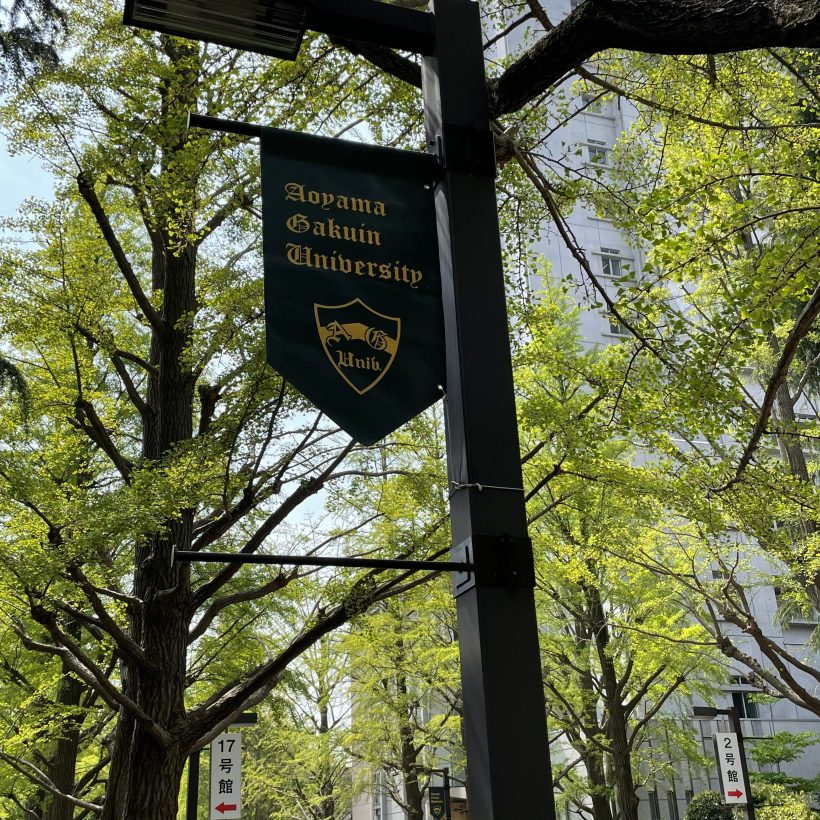 Aoyama
Gakuin
University
A G
Univ.
17号館
2号館